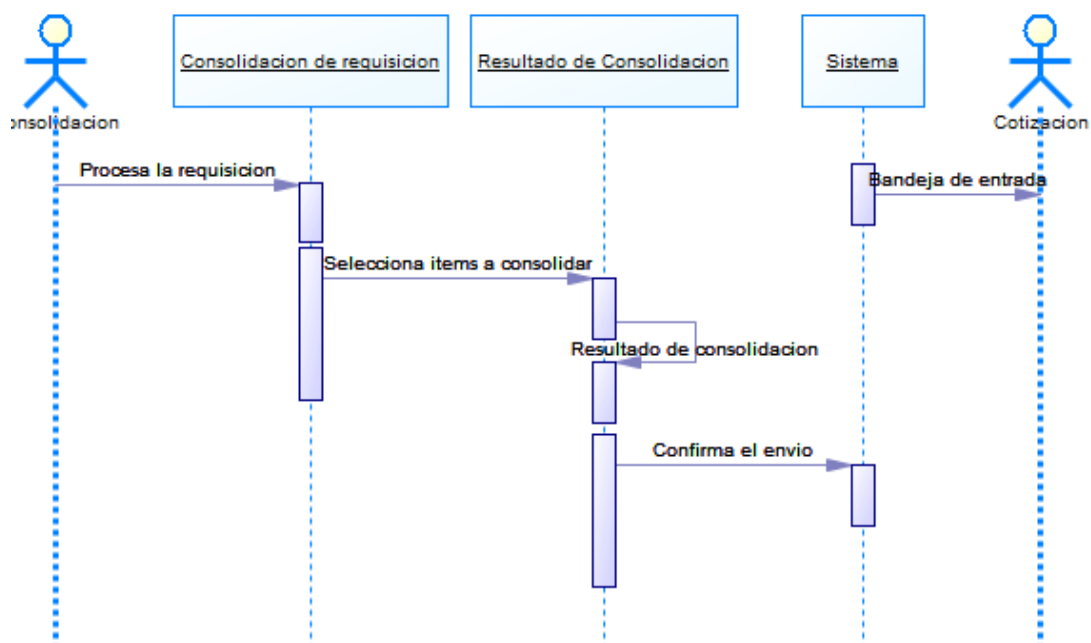 Consolidacion de requisicion
Resultado de Consolidacion
Sistema
onsolidacion
Cotizacion
Procesa la requisicion
Bandeja de entrada
Selecciona items a consolidar
Resultado de consolidacion
Confirma el envio